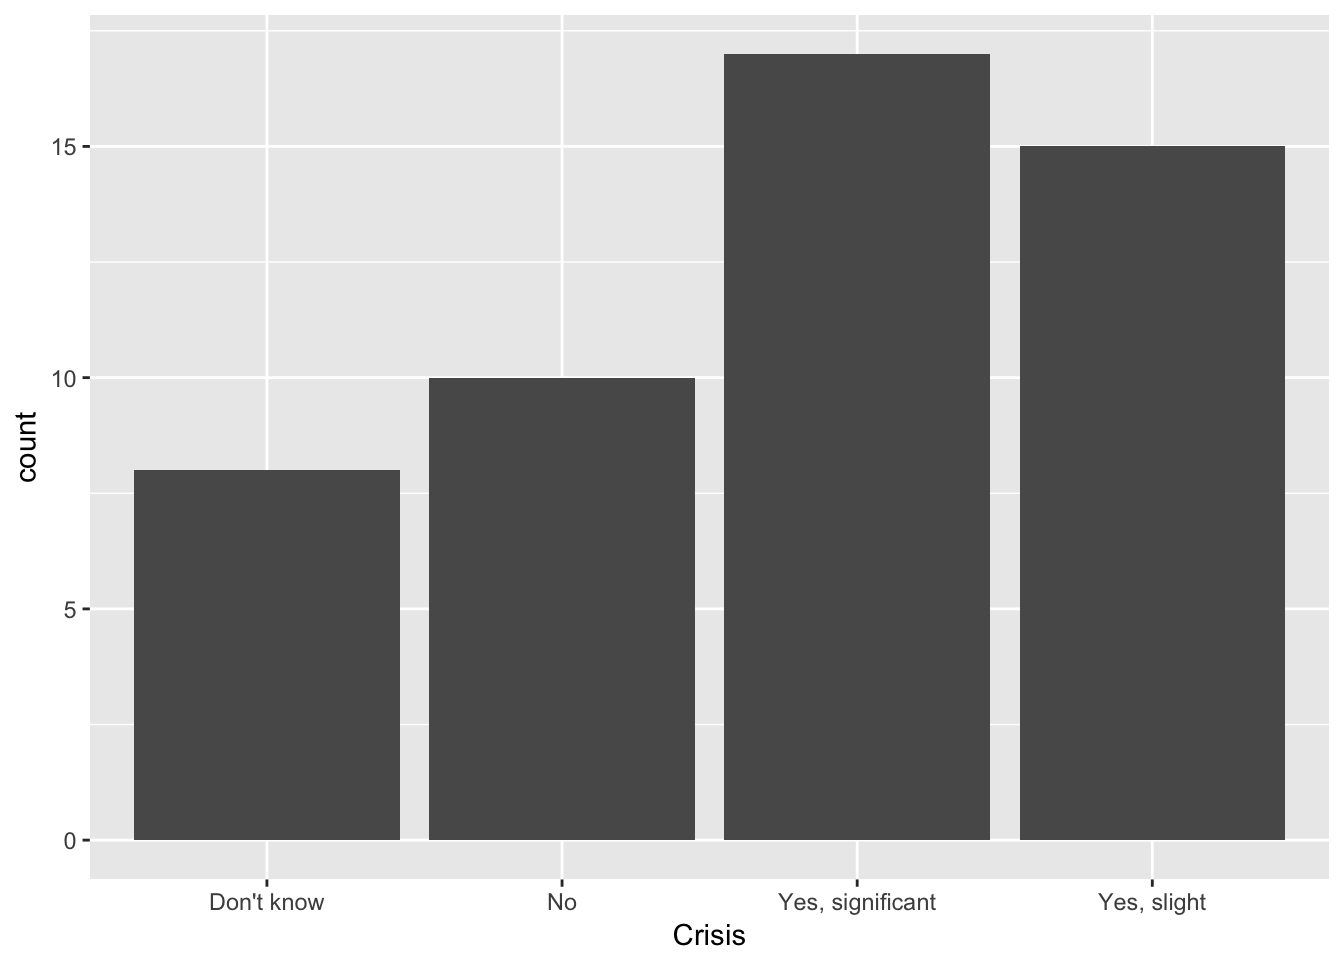 count
15
10
5
0
Don't know
No
Yes, significant
Yes, slight
Crisis